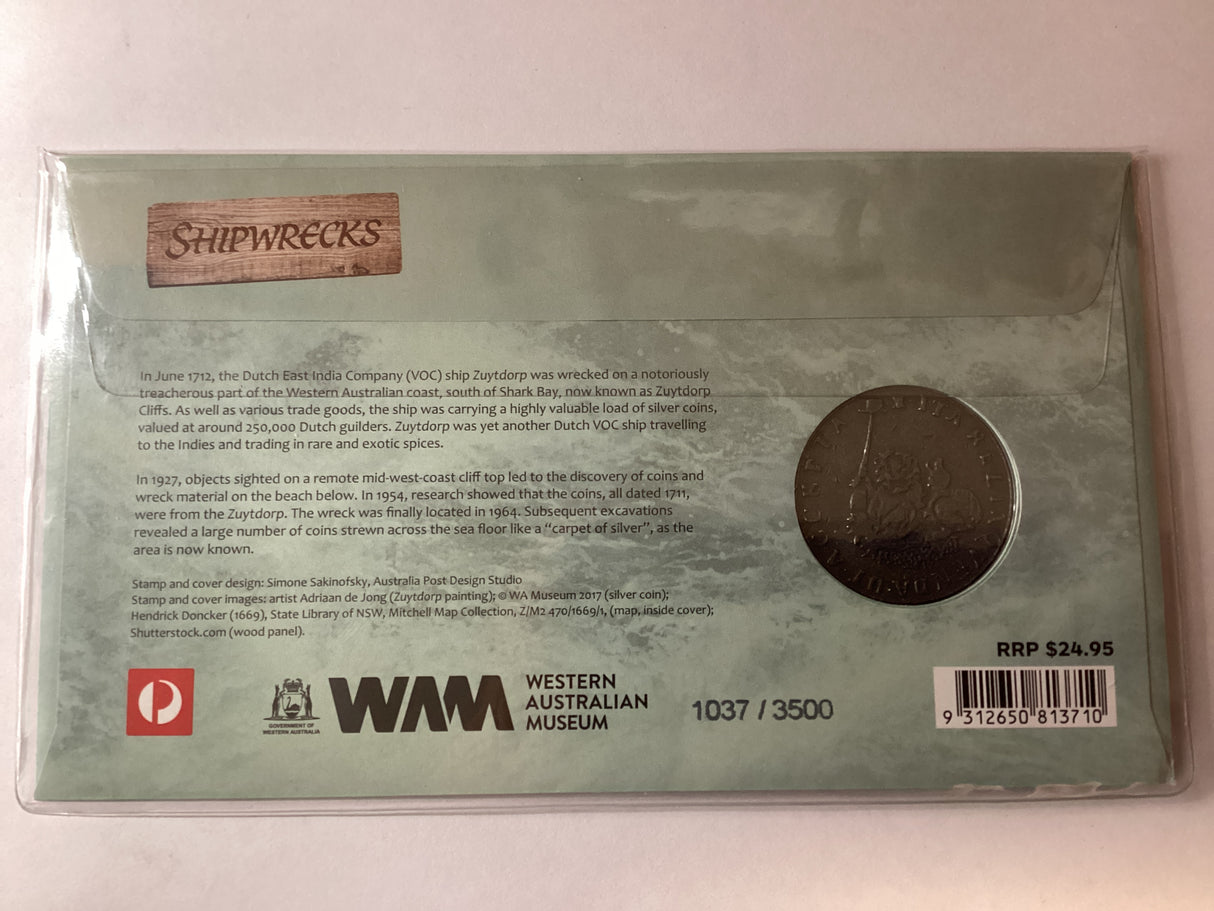 SHIPWRECKS
In June 1712, the Dutch East India Company (VOC) ship Zuytdorp was wrecked on a notoriously
treacherous part of the Western Australian coast, south of Shark Bay, now known as Zuytdorp
Cliffs. As well as various trade goods, the ship was carrying a highly valuable load of silver coins,
valued at around 250,000 Dutch guilders. Zuytdorp was yet another Dutch VOC ship travelling
to the Indies and trading in rare and exotic spices.
In 1927, objects sighted on a remote mid-west-coast cliff top led to the discovery of coins and
wreck material on the beach below. In 1954, research showed that the coins, all dated 1711,
were from the Zuytdorp. The wreck was finally located in 1964. Subsequent excavations
revealed a large number of coins strewn across the sea floor like a “carpet of silver”, as the
area is now known.
Stamp and cover design: Simone Sakinofsky, Australia Post Design Studio
Stamp and cover images: artist Adriaan de Jong (Zuytdorp painting); © WA Museum 2017 (silver coin);
Hendrick Doncker (1669), State Library of NSW, Mitchell Map Collection, Z/M2 470/1669/1, (map, inside cover);
Shutterstock.com (wood panel).
RRP $24.95
GOVERNMENT OF
WESTERN AUSTRALIA
WAM
WESTERN
AUSTRALIAN
MUSEUM
1037 / 3500
9 312650 813710